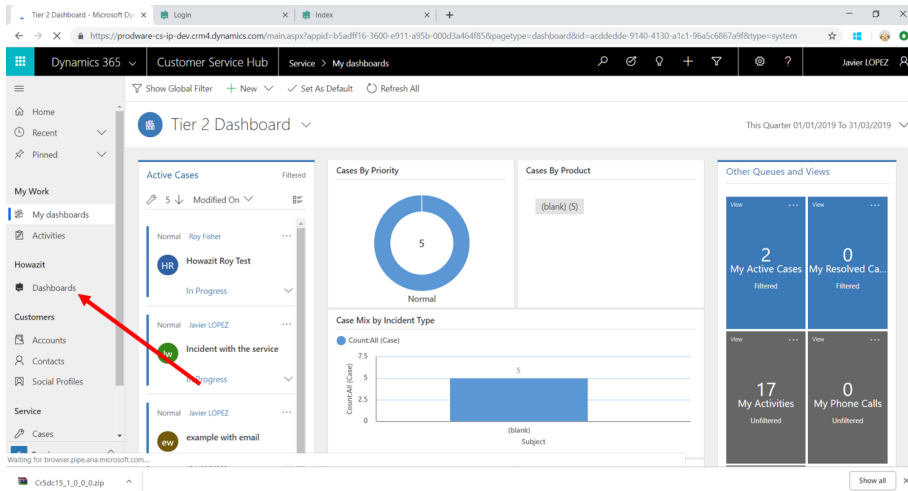 Tier 2 Dashboard - Microsoft Dyn
Login
Index
https://prodware-cs-ip-dev.crm4.dynamics.com/main.aspx?appid=b5adff16-3600-e911-a95b-000d3a464f85&pagetype=dashboard&id=acddedde-9140-4130-a1c1-96a5c6867a9f&type=system
Dynamics 365
Customer Service Hub
Service > My dashboards
Javier LOPEZ
Show Global Filter
New
Set As Default
Refresh All
Home
Recent
Pinned
My Work
My dashboards
Activities
Howazit
Dashboards
Customers
Accounts
Contacts
Social Profiles
Service
Cases
Tier 2 Dashboard
This Quarter 01/01/2019 To 31/03/2019
Active Cases
Filtered
5
Modified On
Normal Roy Fisher
HR
Howazit Roy Test
In Progress
Normal Javier LOPEZ
Iw
Incident with the service
In Progress
Normal Javier LOPEZ
ew
example with email
Cases By Priority
5
Normal
Cases By Product
(blank) (5)
Case Mix by Incident Type
Count:All (Case)
Count:All (Case)
7.5
5
2.5
0
5
(blank)
Subject
Other Queues and Views
View
2
My Active Cases
Filtered
View
0
My Resolved Ca...
Filtered
View
17
My Activities
Unfiltered
View
0
My Phone Calls
Unfiltered
Waiting for browser.pipe.aria.microsoft.com...
Cr5dc15_1_0_0_0.zip
Show all